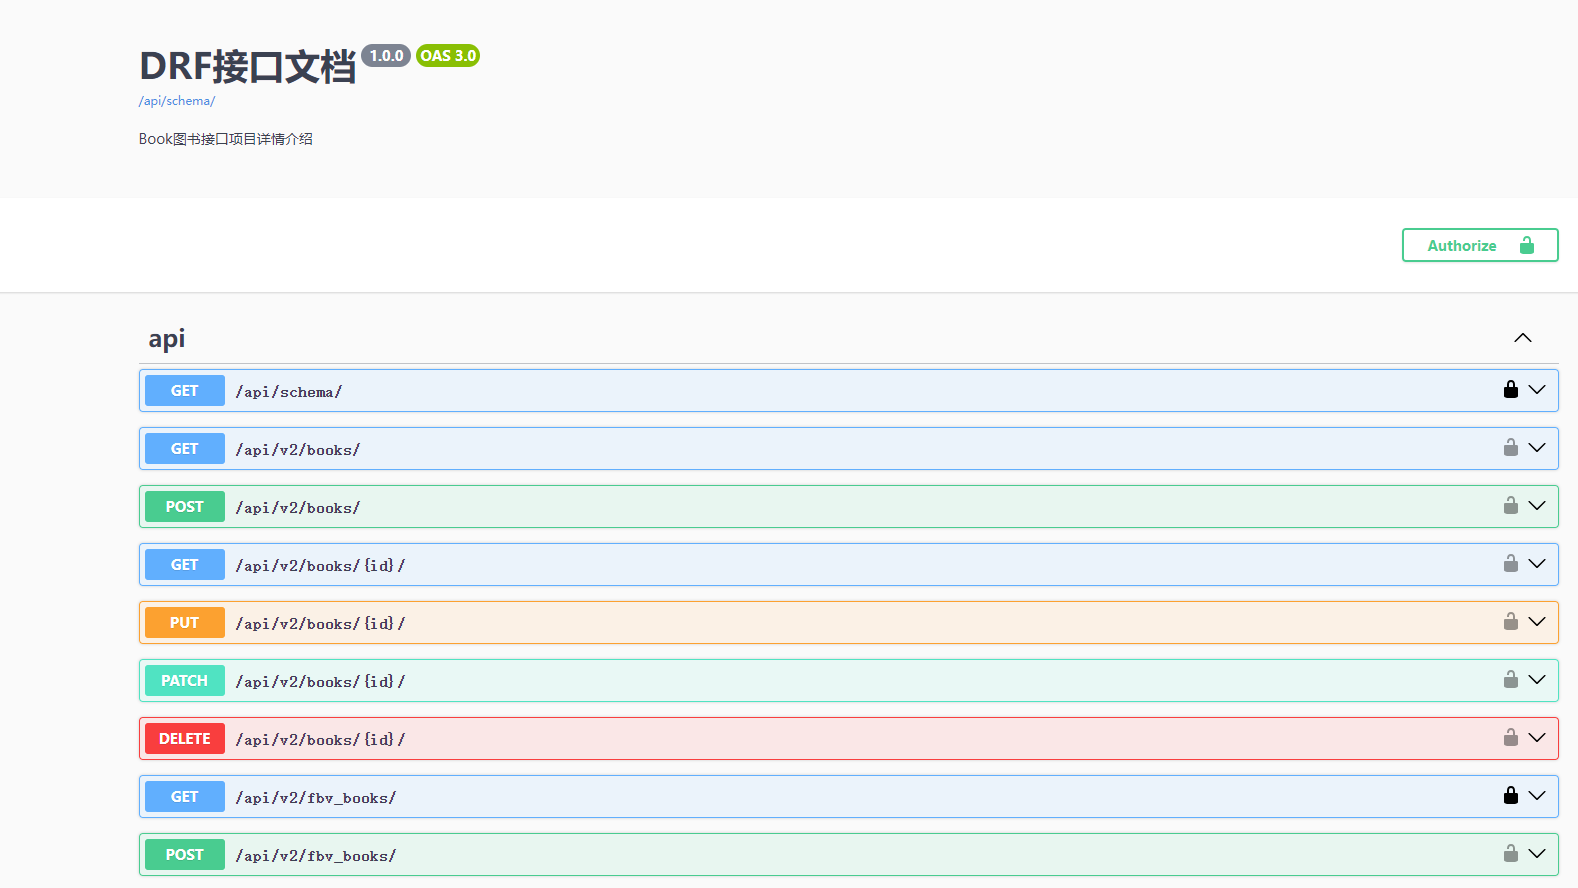 DRF接口文档 1.0.0 OAS 3.0
/api/schema/
Book图书接口项目详情介绍
Authorize
api
GET /api/schema/
GET /api/v2/books/
POST /api/v2/books/
GET /api/v2/books/{id}/
PUT /api/v2/books/{id}/
PATCH /api/v2/books/{id}/
DELETE /api/v2/books/{id}/
GET /api/v2/fbv_books/
POST /api/v2/fbv_books/